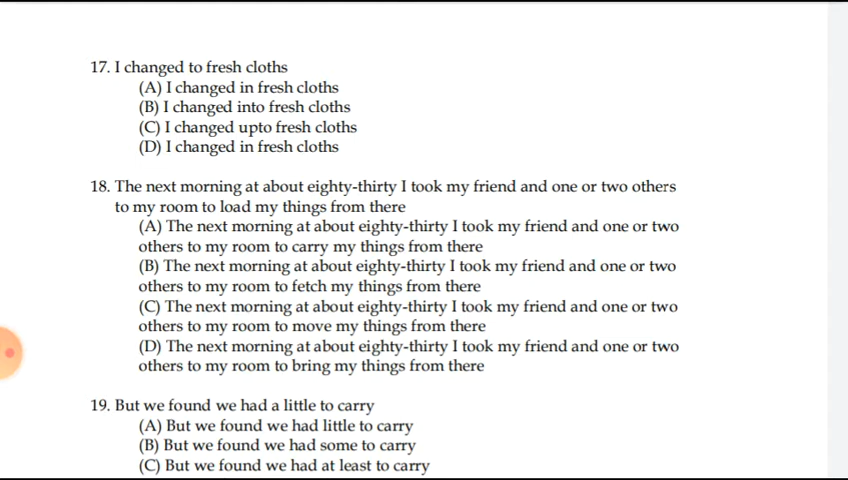 17. I changed to fresh cloths
(A) I changed in fresh cloths
(B) I changed into fresh cloths
(C) I changed upto fresh cloths
(D) I changed in fresh cloths
18. The next morning at about eighty-thirty I took my friend and one or two others
to my room to load my things from there
(A) The next morning at about eighty-thirty I took my friend and one or two
others to my room to carry my things from there
(B) The next morning at about eighty-thirty I took my friend and one or two
others to my room to fetch my things from there
(C) The next morning at about eighty-thirty I took my friend and one or two
others to my room to move my things from there
(D) The next morning at about eighty-thirty I took my friend and one or two
others to my room to bring my things from there
19. But we found we had a little to carry
(A) But we found we had little to carry
(B) But we found we had some to carry
(C) But we found we had at least to carry